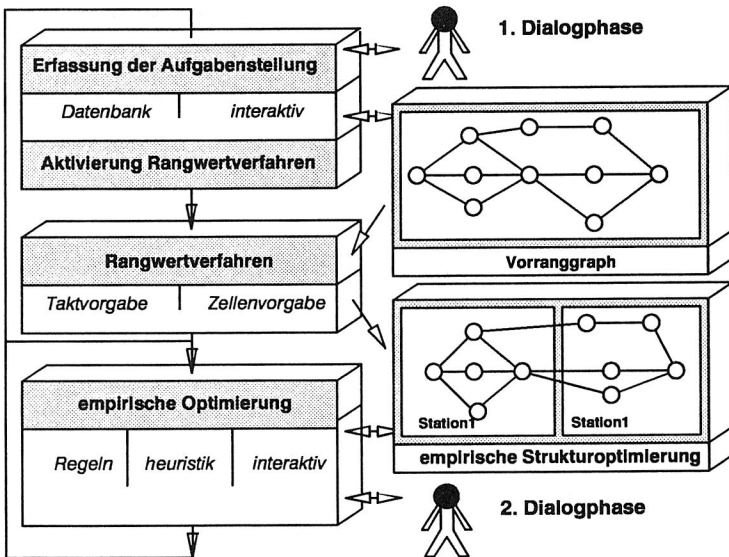 1. Dialogphase
Erfassung der Aufgabenstellung
Datenbank interaktiv
Aktivierung Rangwertverfahren
Vorranggraph
Rangwertverfahren
Taktvorgabe Zellenvorgabe
Station1 Station1
empirische Strukturoptimierung
empirische Optimierung
Regeln heuristik interaktiv
2. Dialogphase